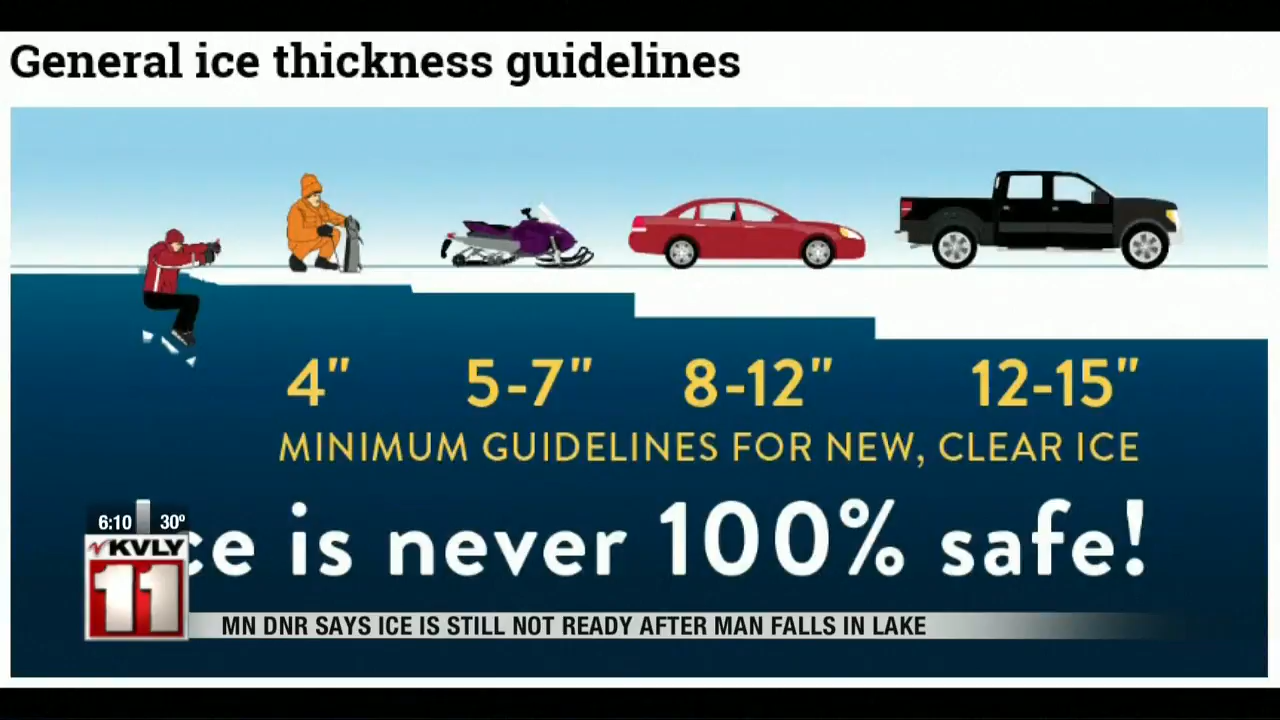 General ice thickness guidelines
4" 5-7" 8-12" 12-15"
MINIMUM GUIDELINES FOR NEW, CLEAR ICE
ce is never 100% safe!
6:10 30º
KVLY
11
MN DNR SAYS ICE IS STILL NOT READY AFTER MAN FALLS IN LAKE